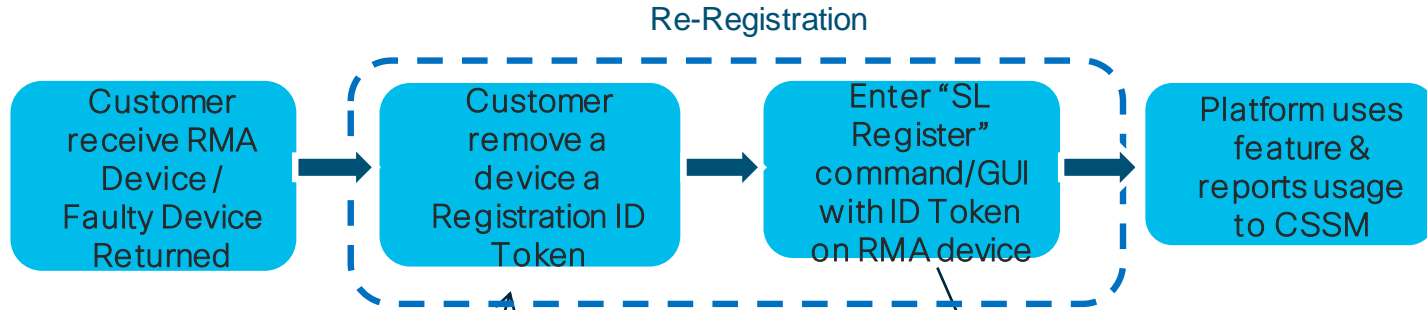 Re-Registration
Customer
receive RMA
Device /
Faulty Device
Returned
Customer
remove a
device a
Registration ID
Token
Enter “SL
Register”
command/GUI
with ID Token
on RMA device
Platform uses
feature &
reports usage
to CSSM